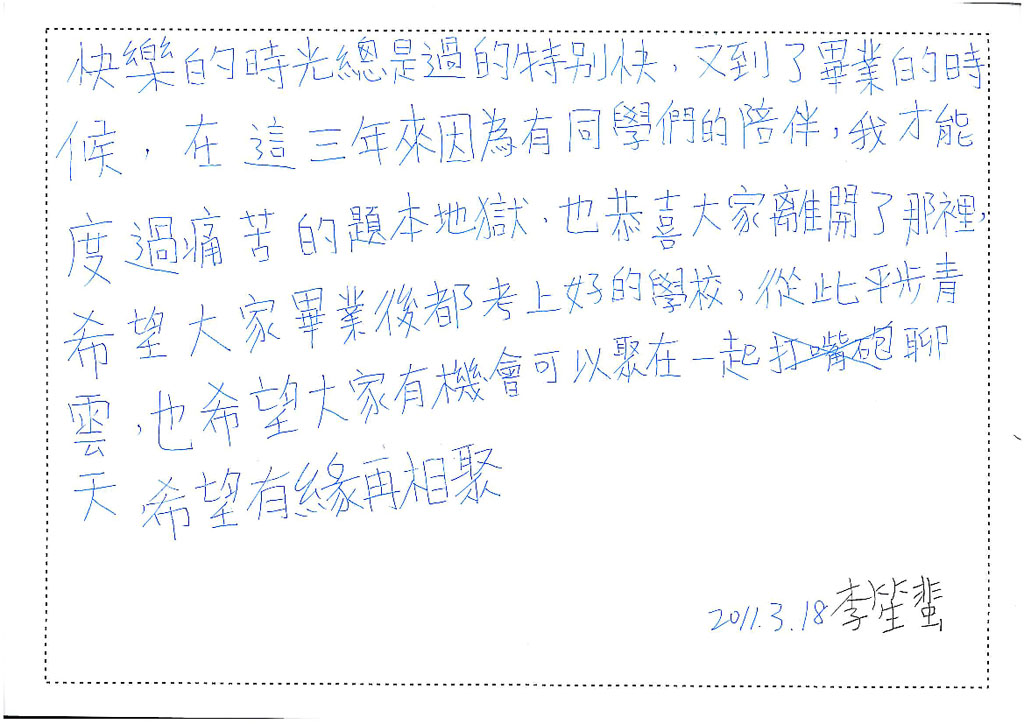 快樂的時光總是過的特別快，又到了畢業的時
候，在這三年來因為有同學們的陪伴，我才能
度過痛苦的題本地獄，也恭喜大家離開了那裡，
希望大家畢業後都考上好的學校，從此平步青
雲，也希望大家有機會可以聚在一起打嘴砲聊
天，希望有緣再相聚
2011.3.18 李笙蜚